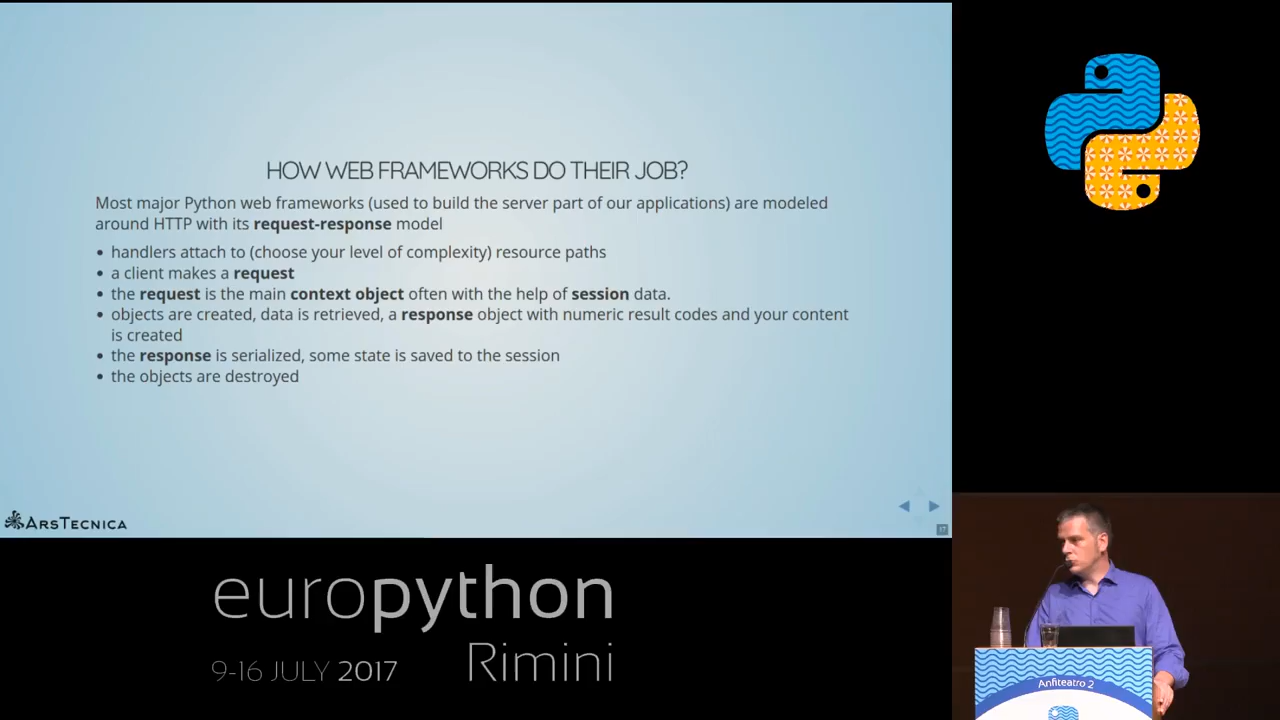 HOW WEB FRAMEWORKS DO THEIR JOB?
Most major Python web frameworks (used to build the server part of our applications) are modeled
around HTTP with its request-response model
• handlers attach to (choose your level of complexity) resource paths
• a client makes a request
• the request is the main context object often with the help of session data.
• objects are created, data is retrieved, a response object with numeric result codes and your content
is created
• the response is serialized, some state is saved to the session
• the objects are destroyed
ARSTECNICA
17
europython
9-16 JULY 2017
Rimini
Anfiteatro 2